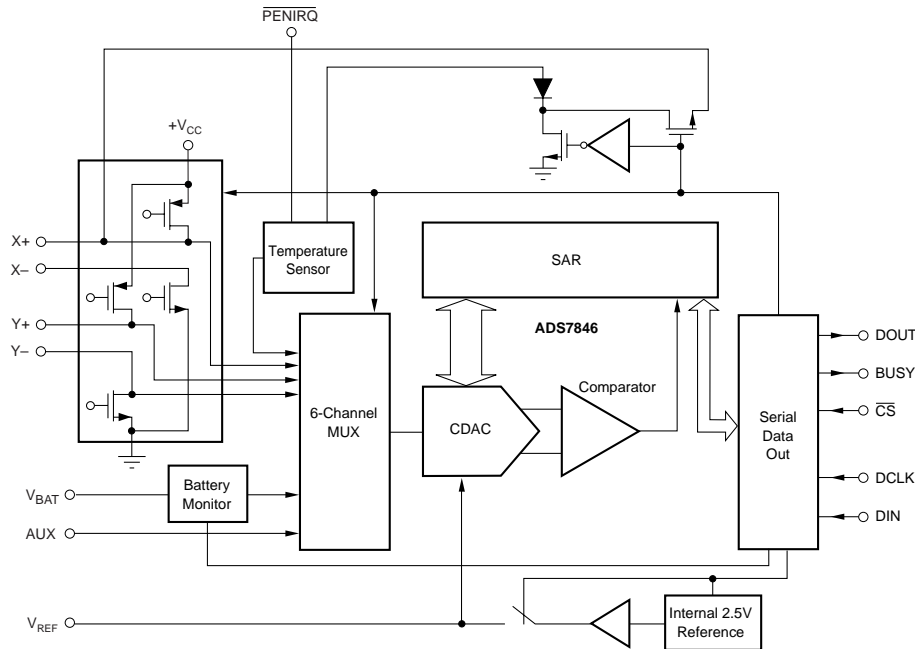 PENIRQ
+VCC
X+
X–
Y+
Y–
Temperature
Sensor
SAR
ADS7846
DOUT
BUSY
CS
DCLK
DIN
6-Channel
MUX
CDAC
Comparator
Serial
Data
Out
VBAT
Battery
Monitor
AUX
VREF
Internal 2.5V
Reference